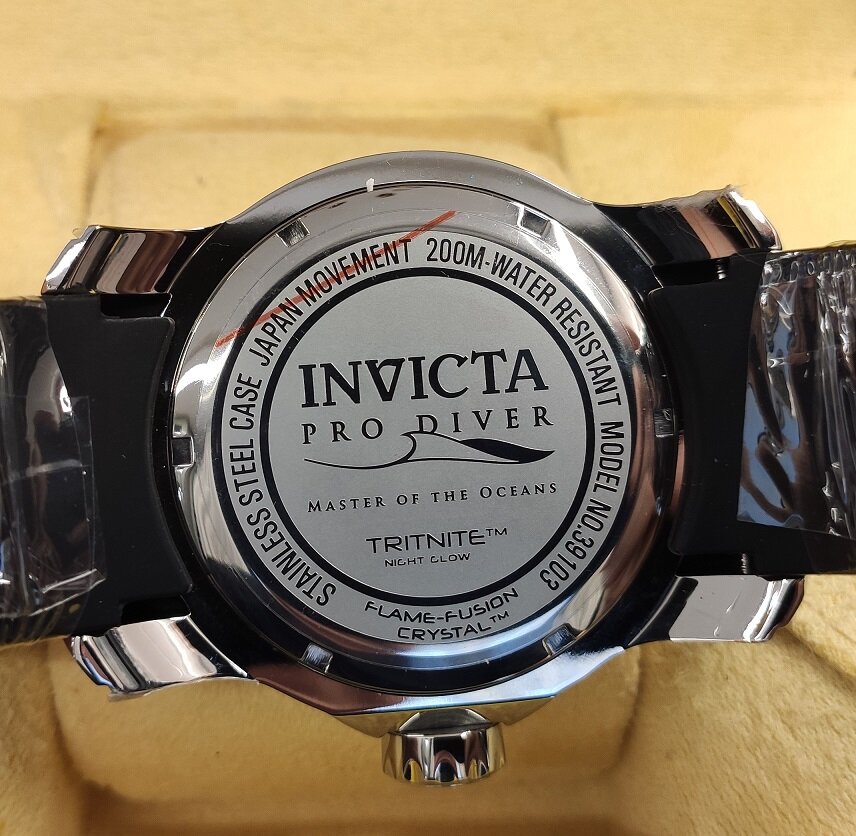 STAINLESS STEEL CASE JAPAN MOVEMENT 200M-WATER RESISTANT MODEL NO.39103
INVICTA
PRO DIVER
MASTER OF THE OCEANS
TRITNITE™
NIGHT GLOW
FLAME-FUSION
CRYSTAL™